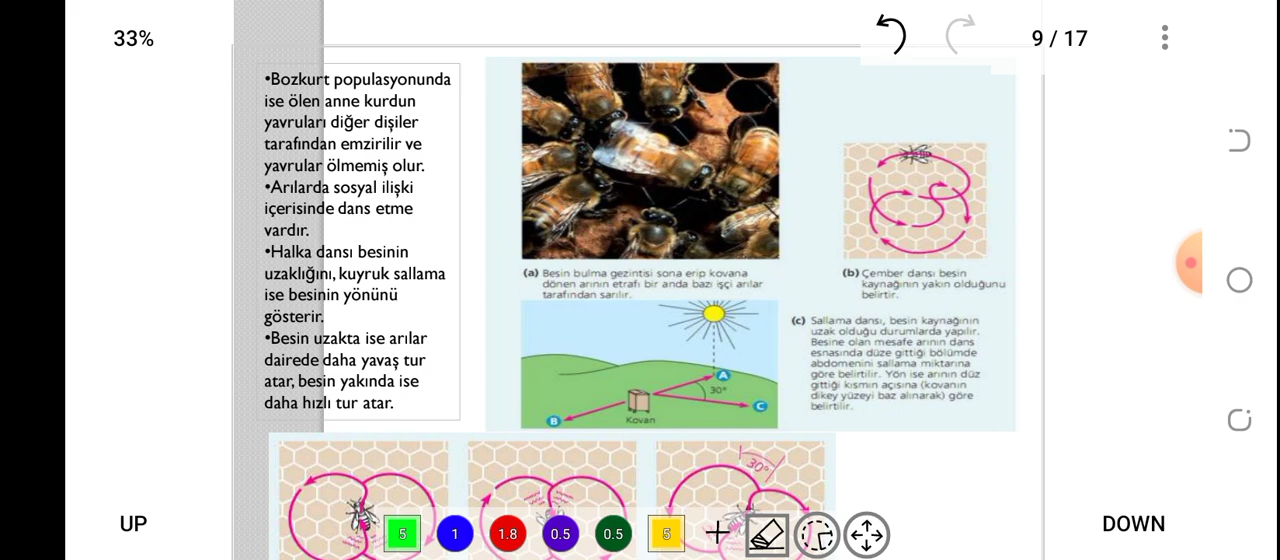 33%
9 / 17
•Bozkurt populasyonunda
ise ölen anne kurdun
yavruları diğer dişiler
tarafından emzirilir ve
yavrular ölmemiş olur.
•Arılarda sosyal ilişki
içerisinde dans etme
vardır.
•Halka dansı besinin
uzaklığını, kuyruk sallama
ise besinin yönünü
gösterir.
•Besin uzakta ise arılar
dairede daha yavaş tur
atar, besin yakında ise
daha hızlı tur atar.
(a) Besin bulma gezintisi sona erip kovana
dönen arının etrafı bir anda bazı işçi arılar
tarafından sarılır.
(b) Çember dansı besin
kaynağının yakın olduğunu
belirtir.
A
30°
C
B
Kovan
(c) Sallama dansı, besin kaynağının
uzak olduğu durumlarda yapılır.
Besine olan mesafe arının dans
esnasında düze gittiği bölümde
abdomenini sallama miktarına
göre belirtilir. Yön ise arının düz
gittiği kısmın açısına (kovanın
dikey yüzeyi baz alınarak) göre
belirtilir.
30°
UP
5
1
1.8
0.5
0.5
5
DOWN